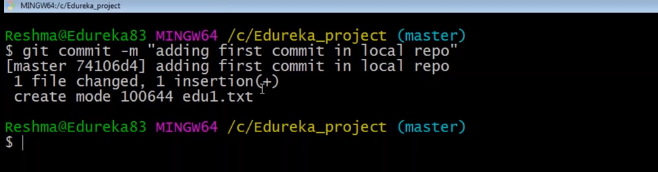 MINGW64:/c/Edureka_project
Reshma@Edureka83 MINGW64 /c/Edureka_project (master)
$ git commit -m "adding first commit in local repo"
[master 74106d4] adding first commit in local repo
1 file changed, 1 insertion(+)
create mode 100644 edu1.txt
Reshma@Edureka83 MINGW64 /c/Edureka_project (master)
$